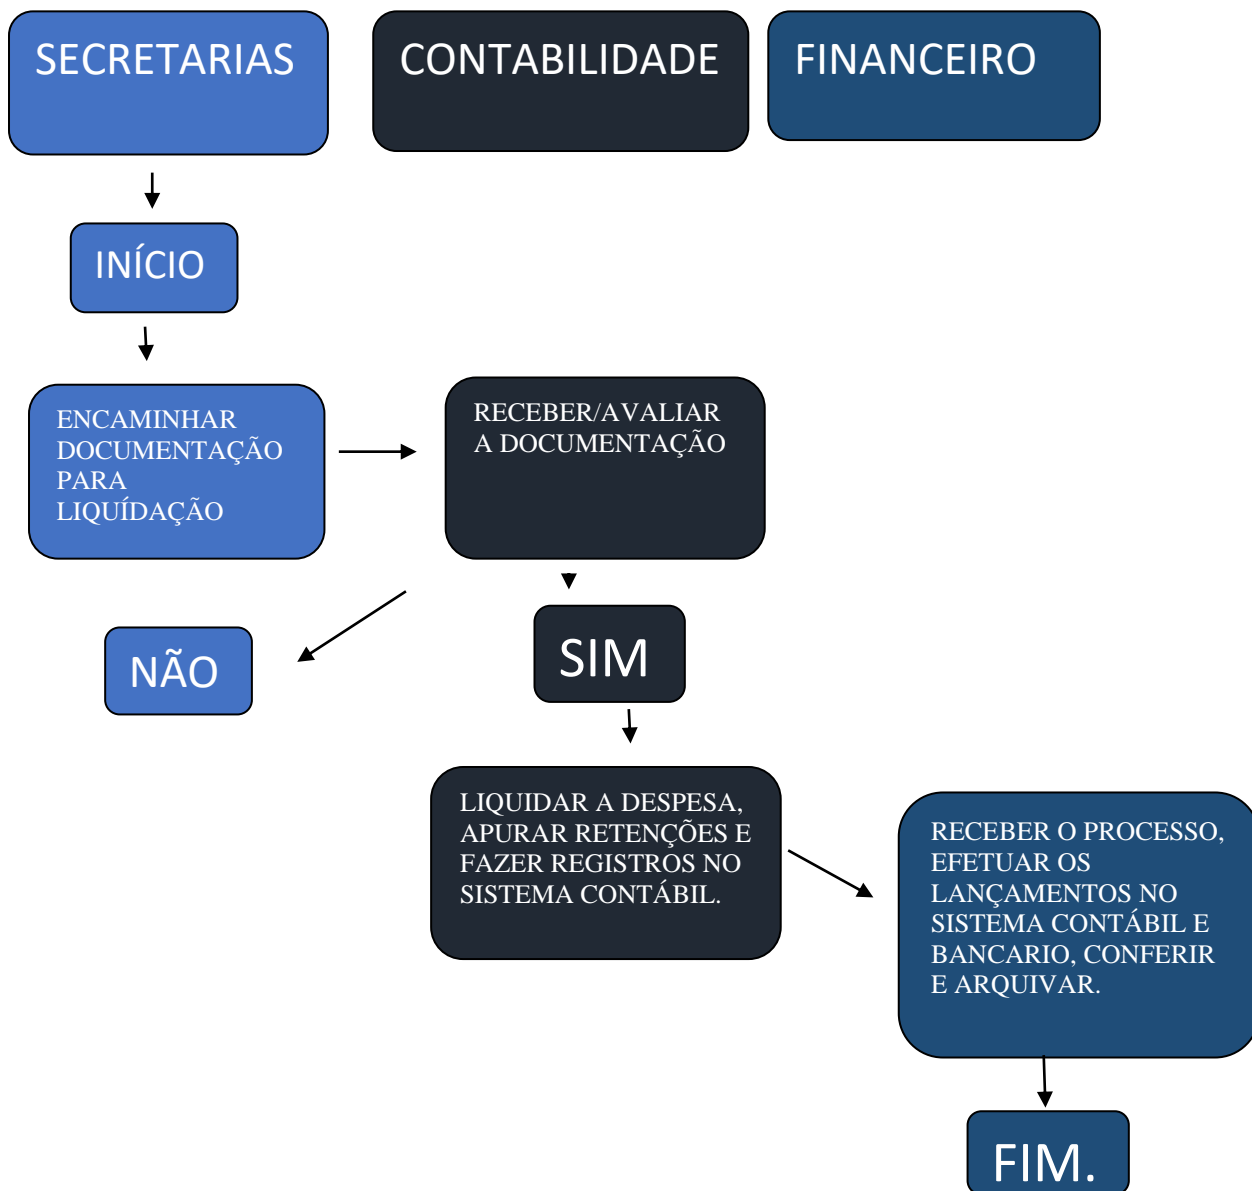 SECRETARIAS
CONTABILIDADE
FINANCEIRO
INÍCIO
ENCAMINHAR
DOCUMENTAÇÃO
PARA
LIQUÍDAÇÃO
RECEBER/AVALIAR
A DOCUMENTAÇÃO
NÃO
SIM
LIQUIDAR A DESPESA,
APURAR RETENÇÕES E
FAZER REGISTROS NO
SISTEMA CONTÁBIL.
RECEBER O PROCESSO,
EFETUAR OS
LANÇAMENTOS NO
SISTEMA CONTÁBIL E
BANCARIO, CONFERIR
E ARQUIVAR.
FIM.